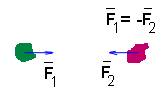 F̅₁ = -F̅₂
F̅₁
F̅₂